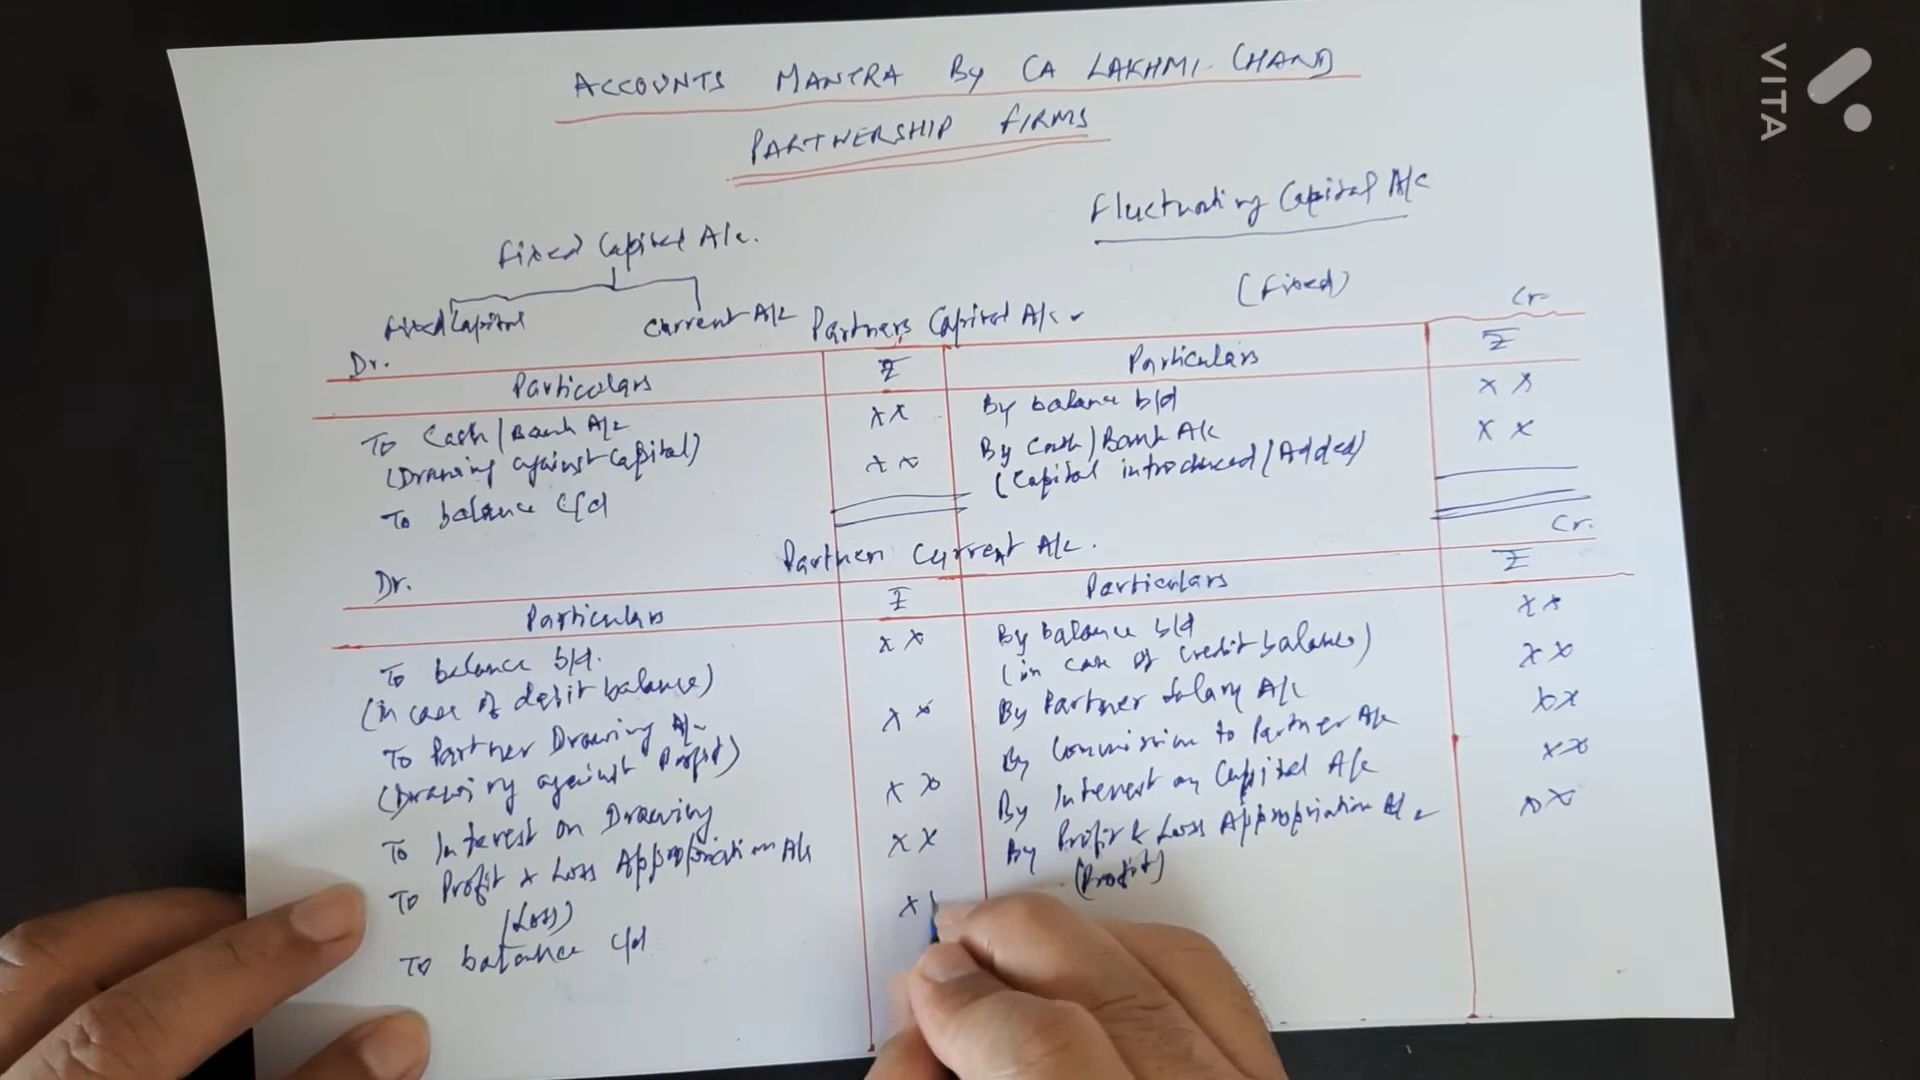 ACCOUNTS MANTRA By CA LAKHMI CHAND
PARTNERSHIP FIRMS
Fluctuating Capital A/c
Fixed Capital A/c.
(Fixed)
Fixed Capital
Current A/c
Partners Capital A/c
Dr.
Cr.
Particulars ₹ Particulars ₹
To Cash/Bank A/c xx By balance b/d xx
(Drawing against Capital) xx By Cash/Bank A/c xx
To balance c/d (Capital introduced/Added)
Partner Current A/c.
Dr. Cr.
Particulars ₹ Particulars ₹
To balance b/d. xx By balance b/d xx
(in case of debit balance) (in case of credit balance)
To Partner Drawing A/c xx By Partner Salary A/c xx
(Drawing against Profit) By Commission to Partner A/c xx
To Interest on Drawing xx By Interest on Capital A/c xx
To Profit & Loss Appropriation A/c xx By Profit & Loss Appropriation A/c xx
(Loss) (Profit)
To balance c/d x
VITA